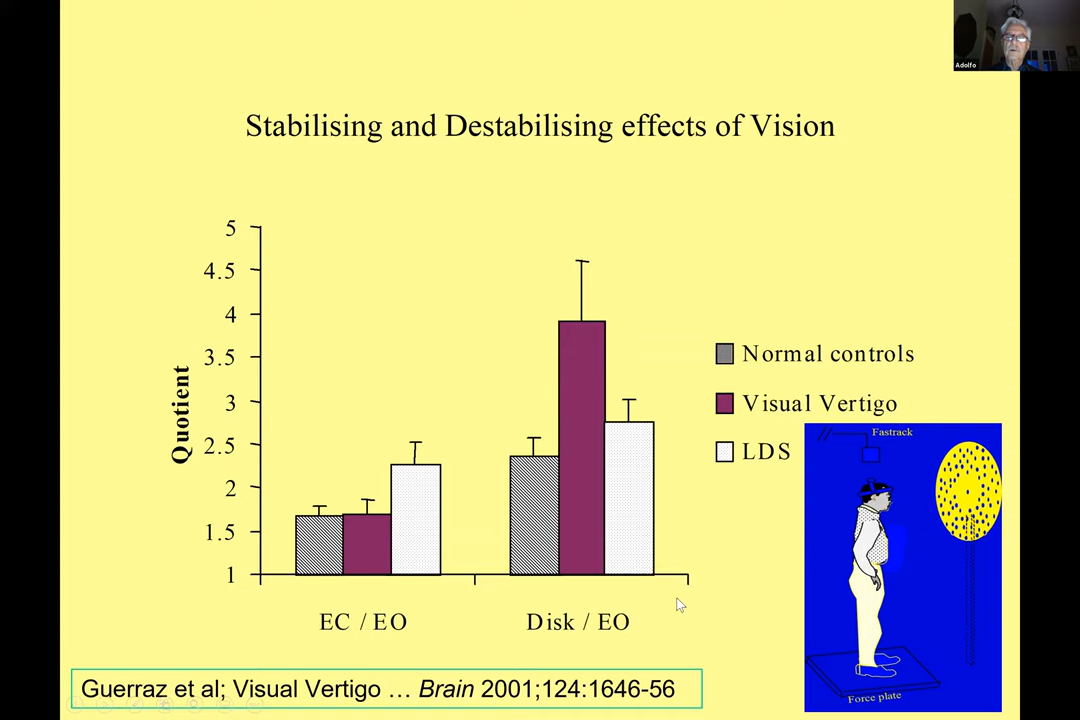 Adolfo
Stabilising and Destabilising effects of Vision
5
4.5
4
3.5
3
2.5
2
1.5
1
Quotient
EC / EO
Disk / EO
Normal controls
Visual Vertigo
LDS
Fastrack
Force plate
Guerraz et al; Visual Vertigo … Brain 2001;124:1646-56